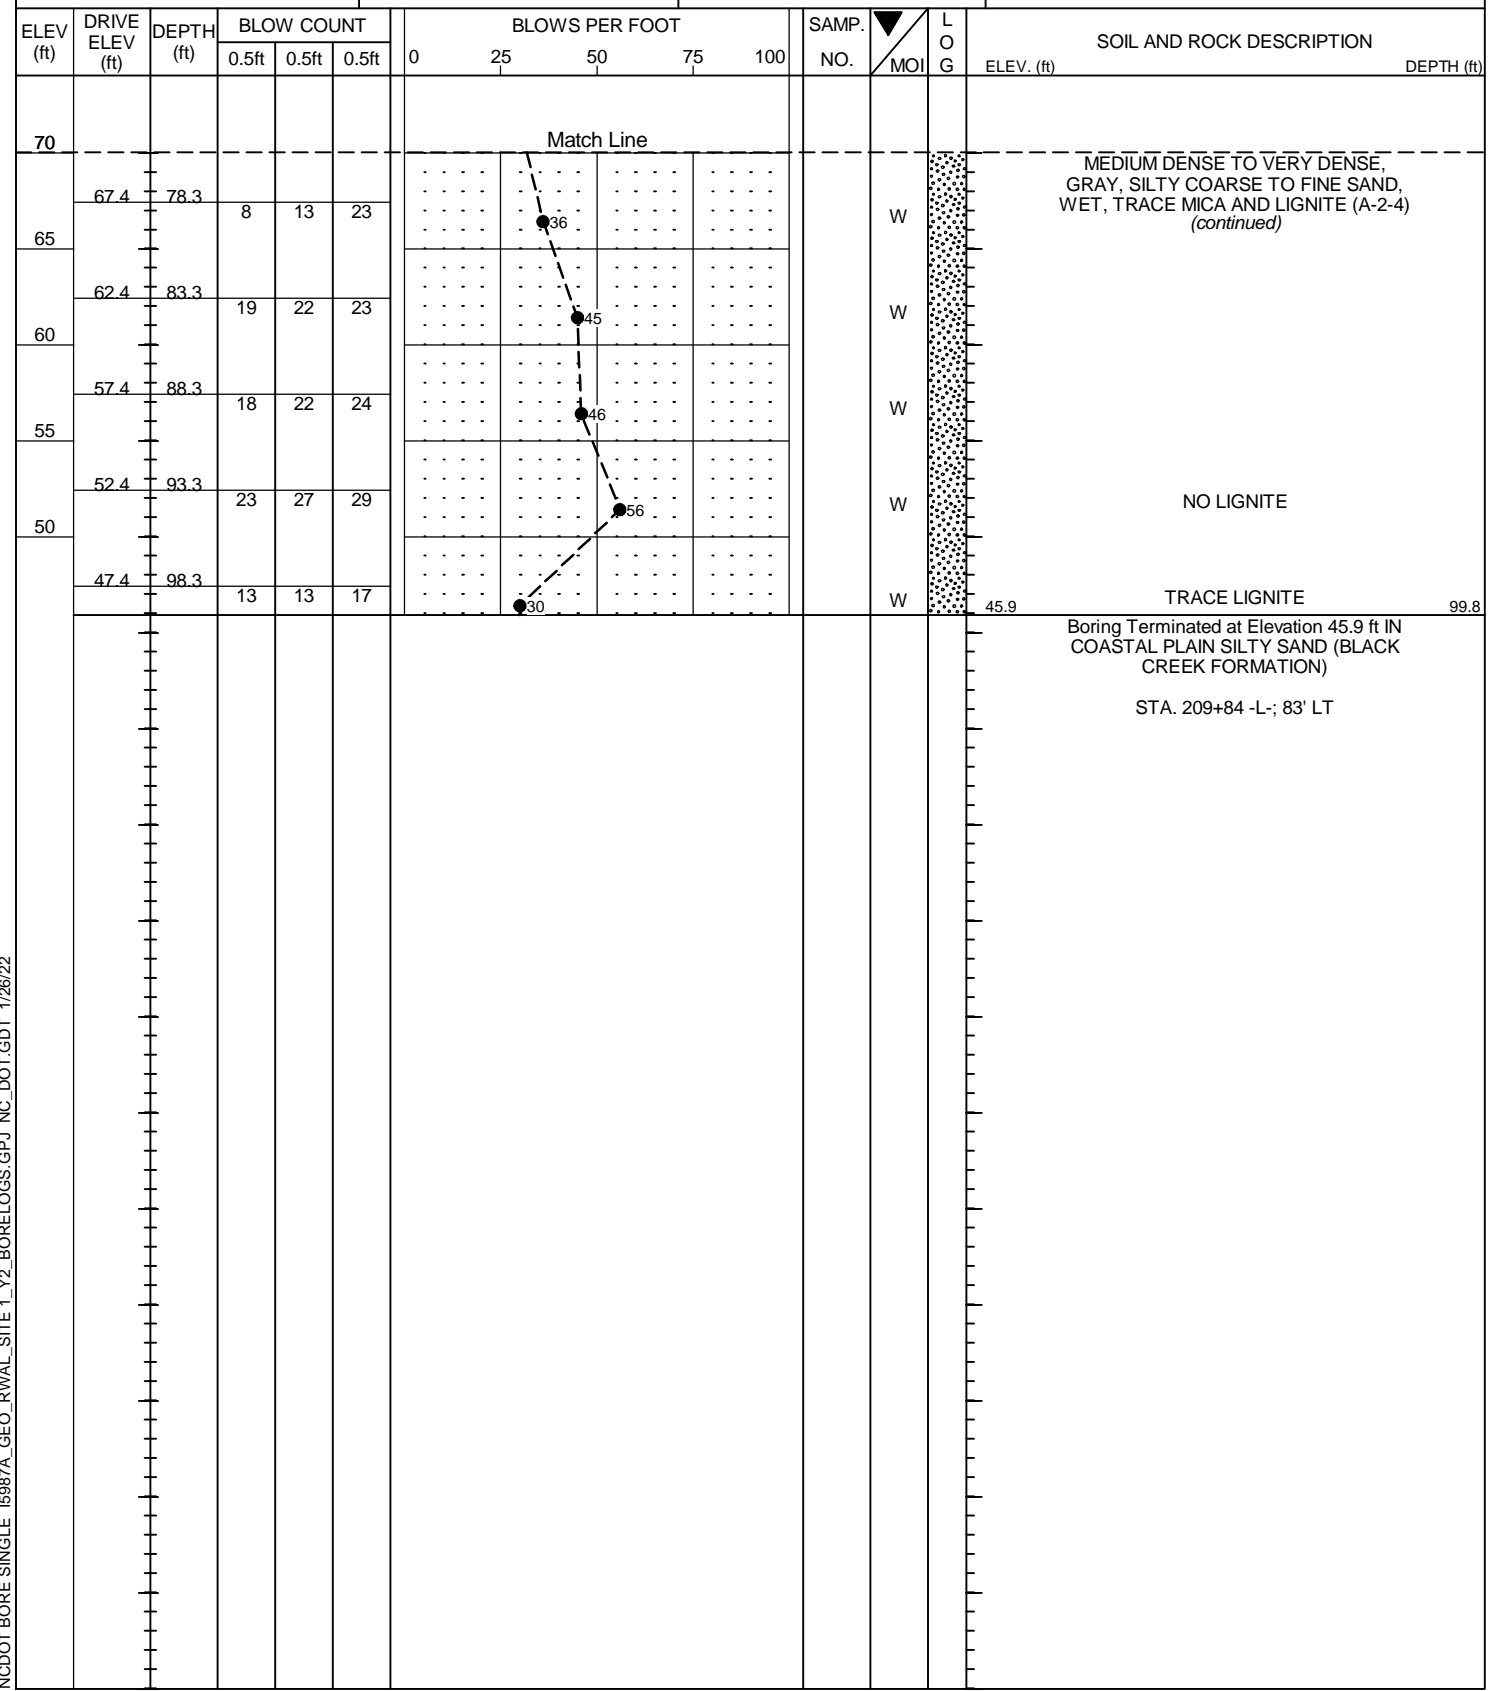 ELEV (ft) DRIVE ELEV (ft) DEPTH (ft) BLOW COUNT BLOWS PER FOOT SAMP. NO. MOI L O G SOIL AND ROCK DESCRIPTION
0.5ft 0.5ft 0.5ft 0 25 50 75 100 ELEV. (ft) DEPTH (ft)
70 Match Line
MEDIUM DENSE TO VERY DENSE,
GRAY, SILTY COARSE TO FINE SAND,
WET, TRACE MICA AND LIGNITE (A-2-4)
(continued)
67.4 78.3
8 13 23 36 W
65
62.4 83.3
19 22 23 45 W
60
57.4 88.3
18 22 24 46 W
55
52.4 93.3
23 27 29 56 W NO LIGNITE
50
47.4 98.3
13 13 17 30 W TRACE LIGNITE
45.9 99.8
Boring Terminated at Elevation 45.9 ft IN
COASTAL PLAIN SILTY SAND (BLACK
CREEK FORMATION)
STA. 209+84 -L-; 83' LT
NCDOT BORE SINGLE I5987A_GEO_RWAL_SITE 1_Y2_BORELOGS.GPJ NC_DOT.GDT 1/26/22